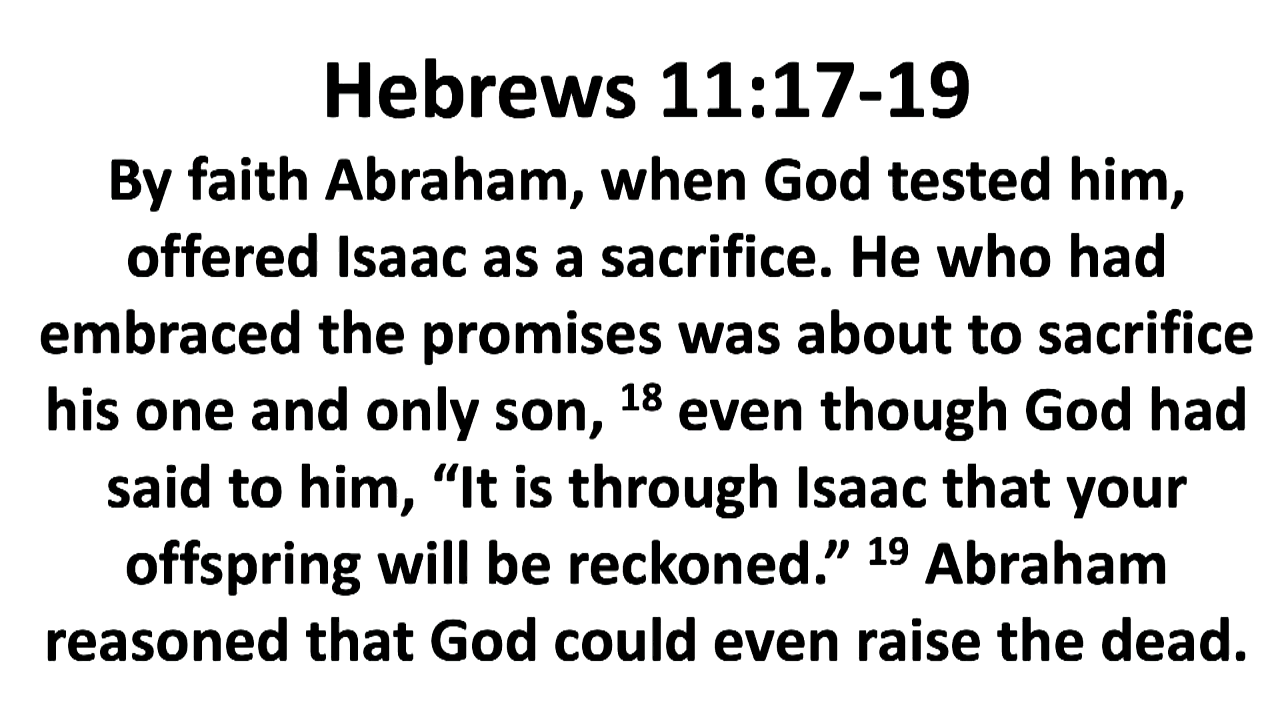 Hebrews 11:17-19
By faith Abraham, when God tested him,
offered Isaac as a sacrifice. He who had
embraced the promises was about to sacrifice
his one and only son, 18 even though God had
said to him, “It is through Isaac that your
offspring will be reckoned.” 19 Abraham
reasoned that God could even raise the dead.